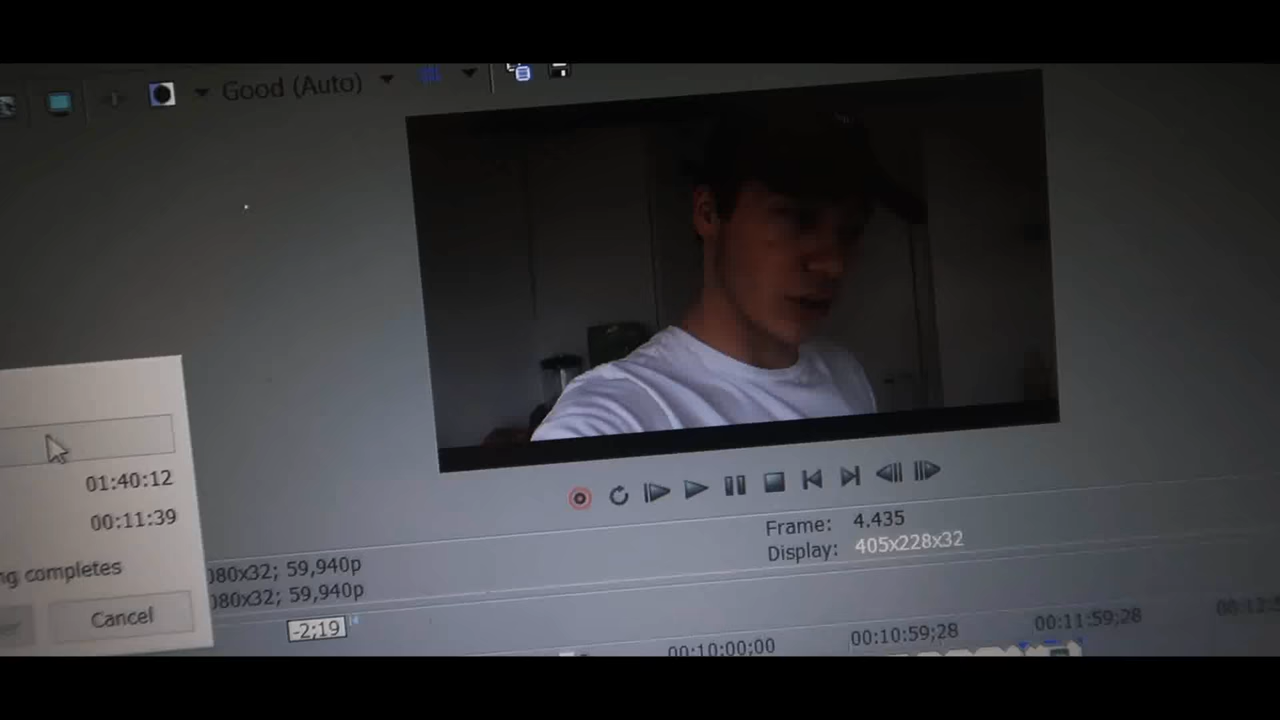 Good (Auto)
01:40:12
00:11:39
ng completes
Cancel
080x32; 59,940p
080x32; 59,940p
Frame: 4.435
Display: 405x228x32
-2;19
00:10:00;00
00:10:59;28
00:11:59;28